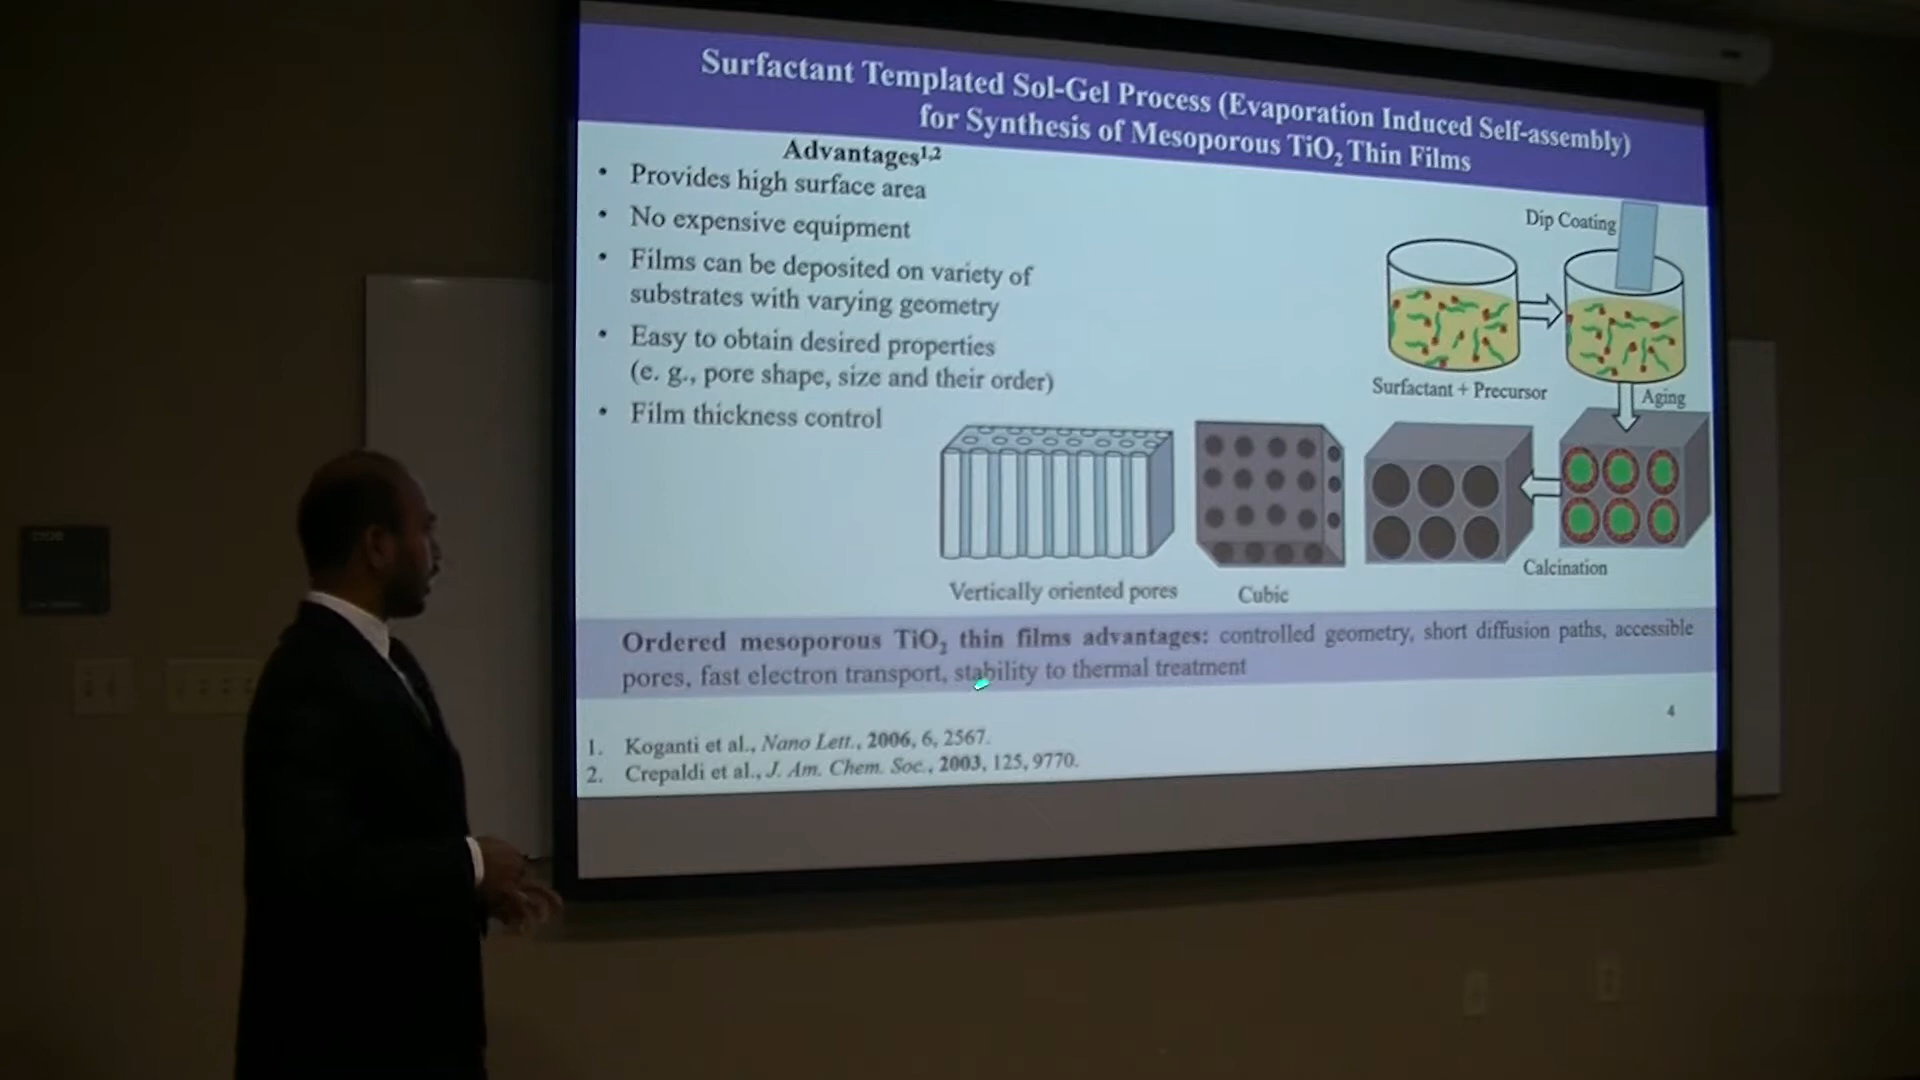 Surfactant Templated Sol-Gel Process (Evaporation Induced Self-assembly)
for Synthesis of Mesoporous TiO₂ Thin Films
Advantages¹,²
• Provides high surface area
• No expensive equipment
• Films can be deposited on variety of
substrates with varying geometry
• Easy to obtain desired properties
(e. g., pore shape, size and their order)
• Film thickness control
Dip Coating
Surfactant + Precursor
Aging
Calcination
Vertically oriented pores
Cubic
Ordered mesoporous TiO₂ thin films advantages: controlled geometry, short diffusion paths, accessible
pores, fast electron transport, stability to thermal treatment
4
1. Koganti et al., Nano Lett., 2006, 6, 2567.
2. Crepaldi et al., J. Am. Chem. Soc., 2003, 125, 9770.